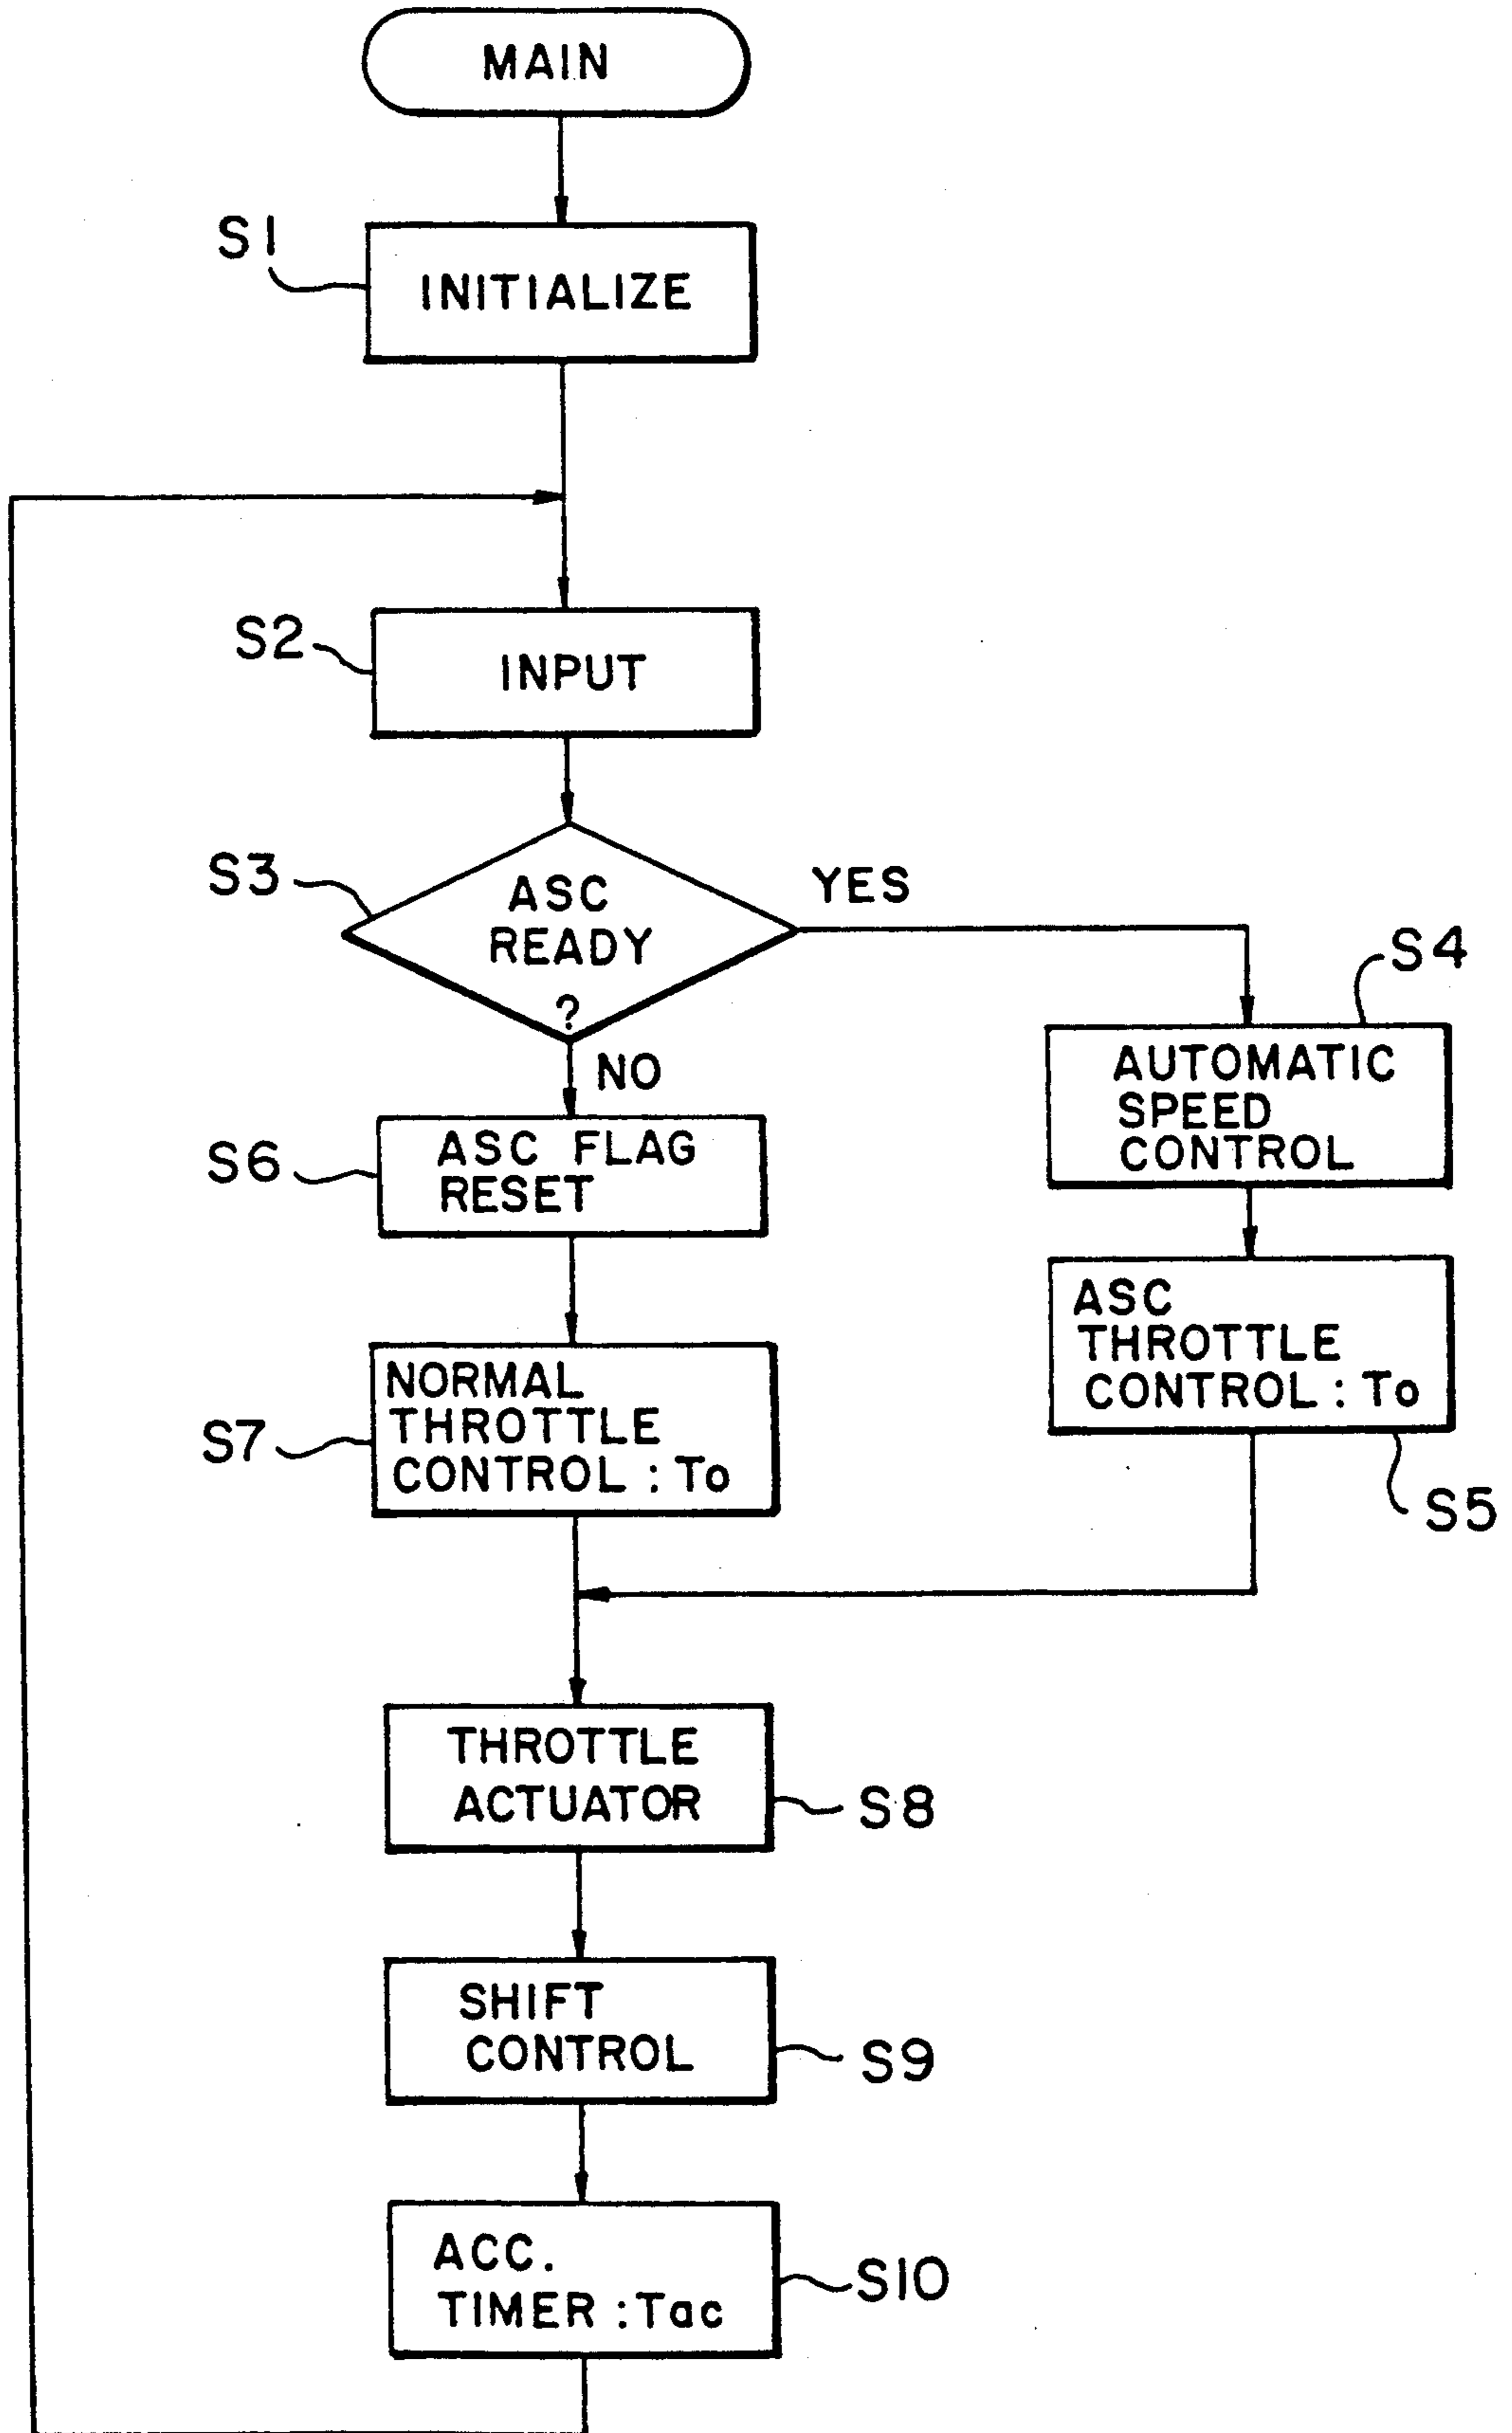 MAIN
S1
INITIALIZE
S2
INPUT
S3
ASC
READY
?
YES
NO
S4
AUTOMATIC
SPEED
CONTROL
S6
ASC FLAG
RESET
ASC
THROTTLE
CONTROL : To
S5
S7
NORMAL
THROTTLE
CONTROL : To
THROTTLE
ACTUATOR
S8
SHIFT
CONTROL
S9
ACC.
TIMER : Tac
S10